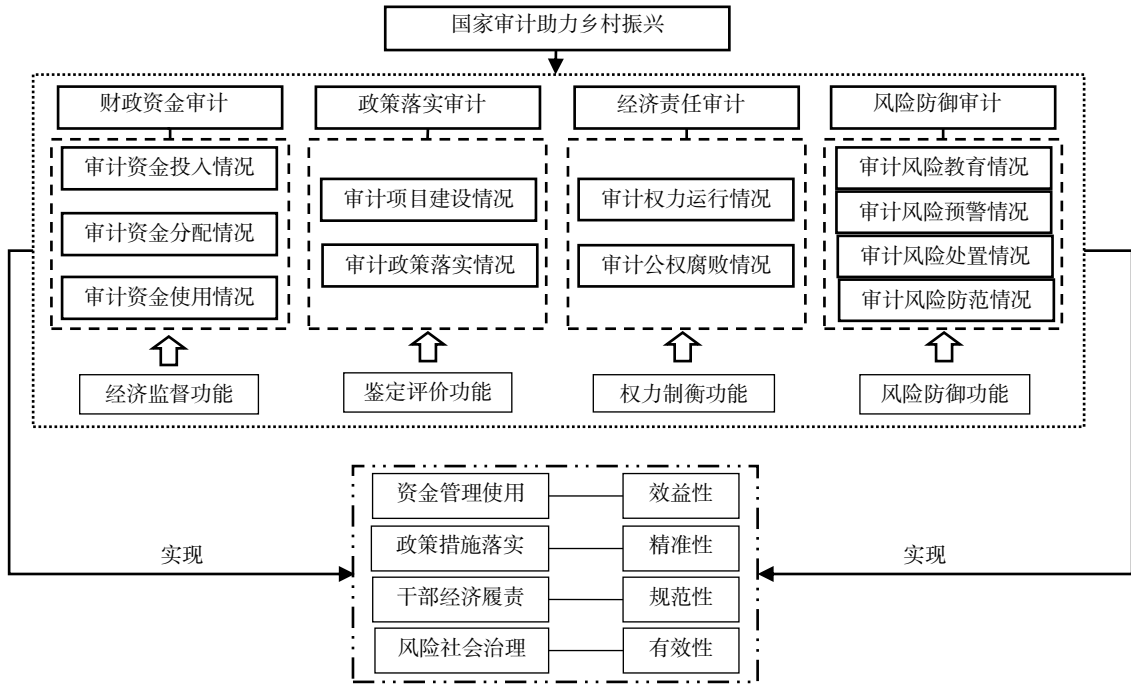 国家审计助力乡村振兴
财政资金审计
政策落实审计
经济责任审计
风险防御审计
审计资金投入情况
审计资金分配情况
审计资金使用情况
审计项目建设情况
审计政策落实情况
审计权力运行情况
审计公权腐败情况
审计风险教育情况
审计风险预警情况
审计风险处置情况
审计风险防范情况
经济监督功能
鉴定评价功能
权力制衡功能
风险防御功能
实现
资金管理使用
效益性
政策措施落实
精准性
干部经济履责
规范性
风险社会治理
有效性
实现